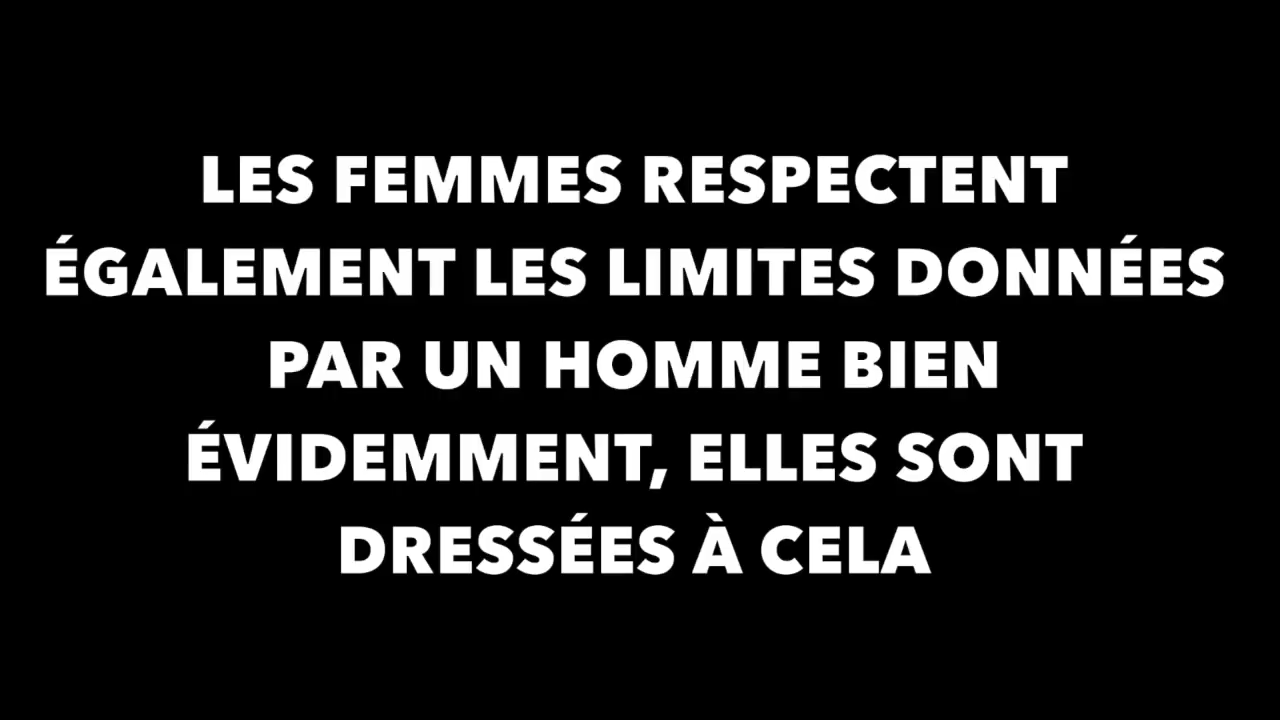 LES FEMMES RESPECTENT
ÉGALEMENT LES LIMITES DONNÉES
PAR UN HOMME BIEN
ÉVIDEMMENT, ELLES SONT
DRESSÉES À CELA